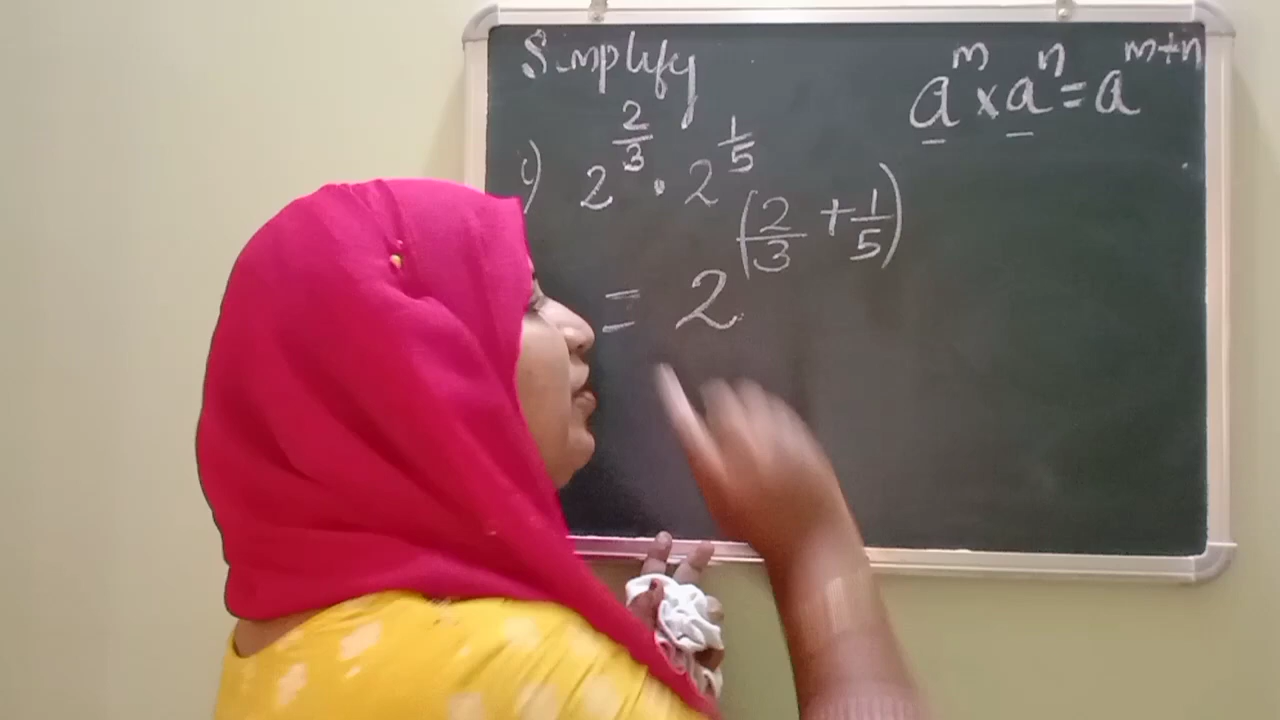 Simplify
a^m × a^n = a^(m+n)
i) 2^(2/3) · 2^(1/5)
= 2^(2/3 + 1/5)